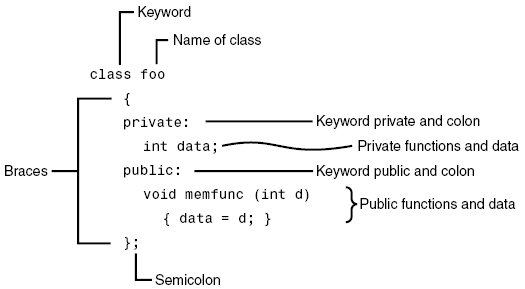 Keyword
Name of class
class foo
{
private: Keyword private and colon
int data; Private functions and data
Braces public: Keyword public and colon
void memfunc (int d)
Public functions and data
{ data = d; }
};
Semicolon